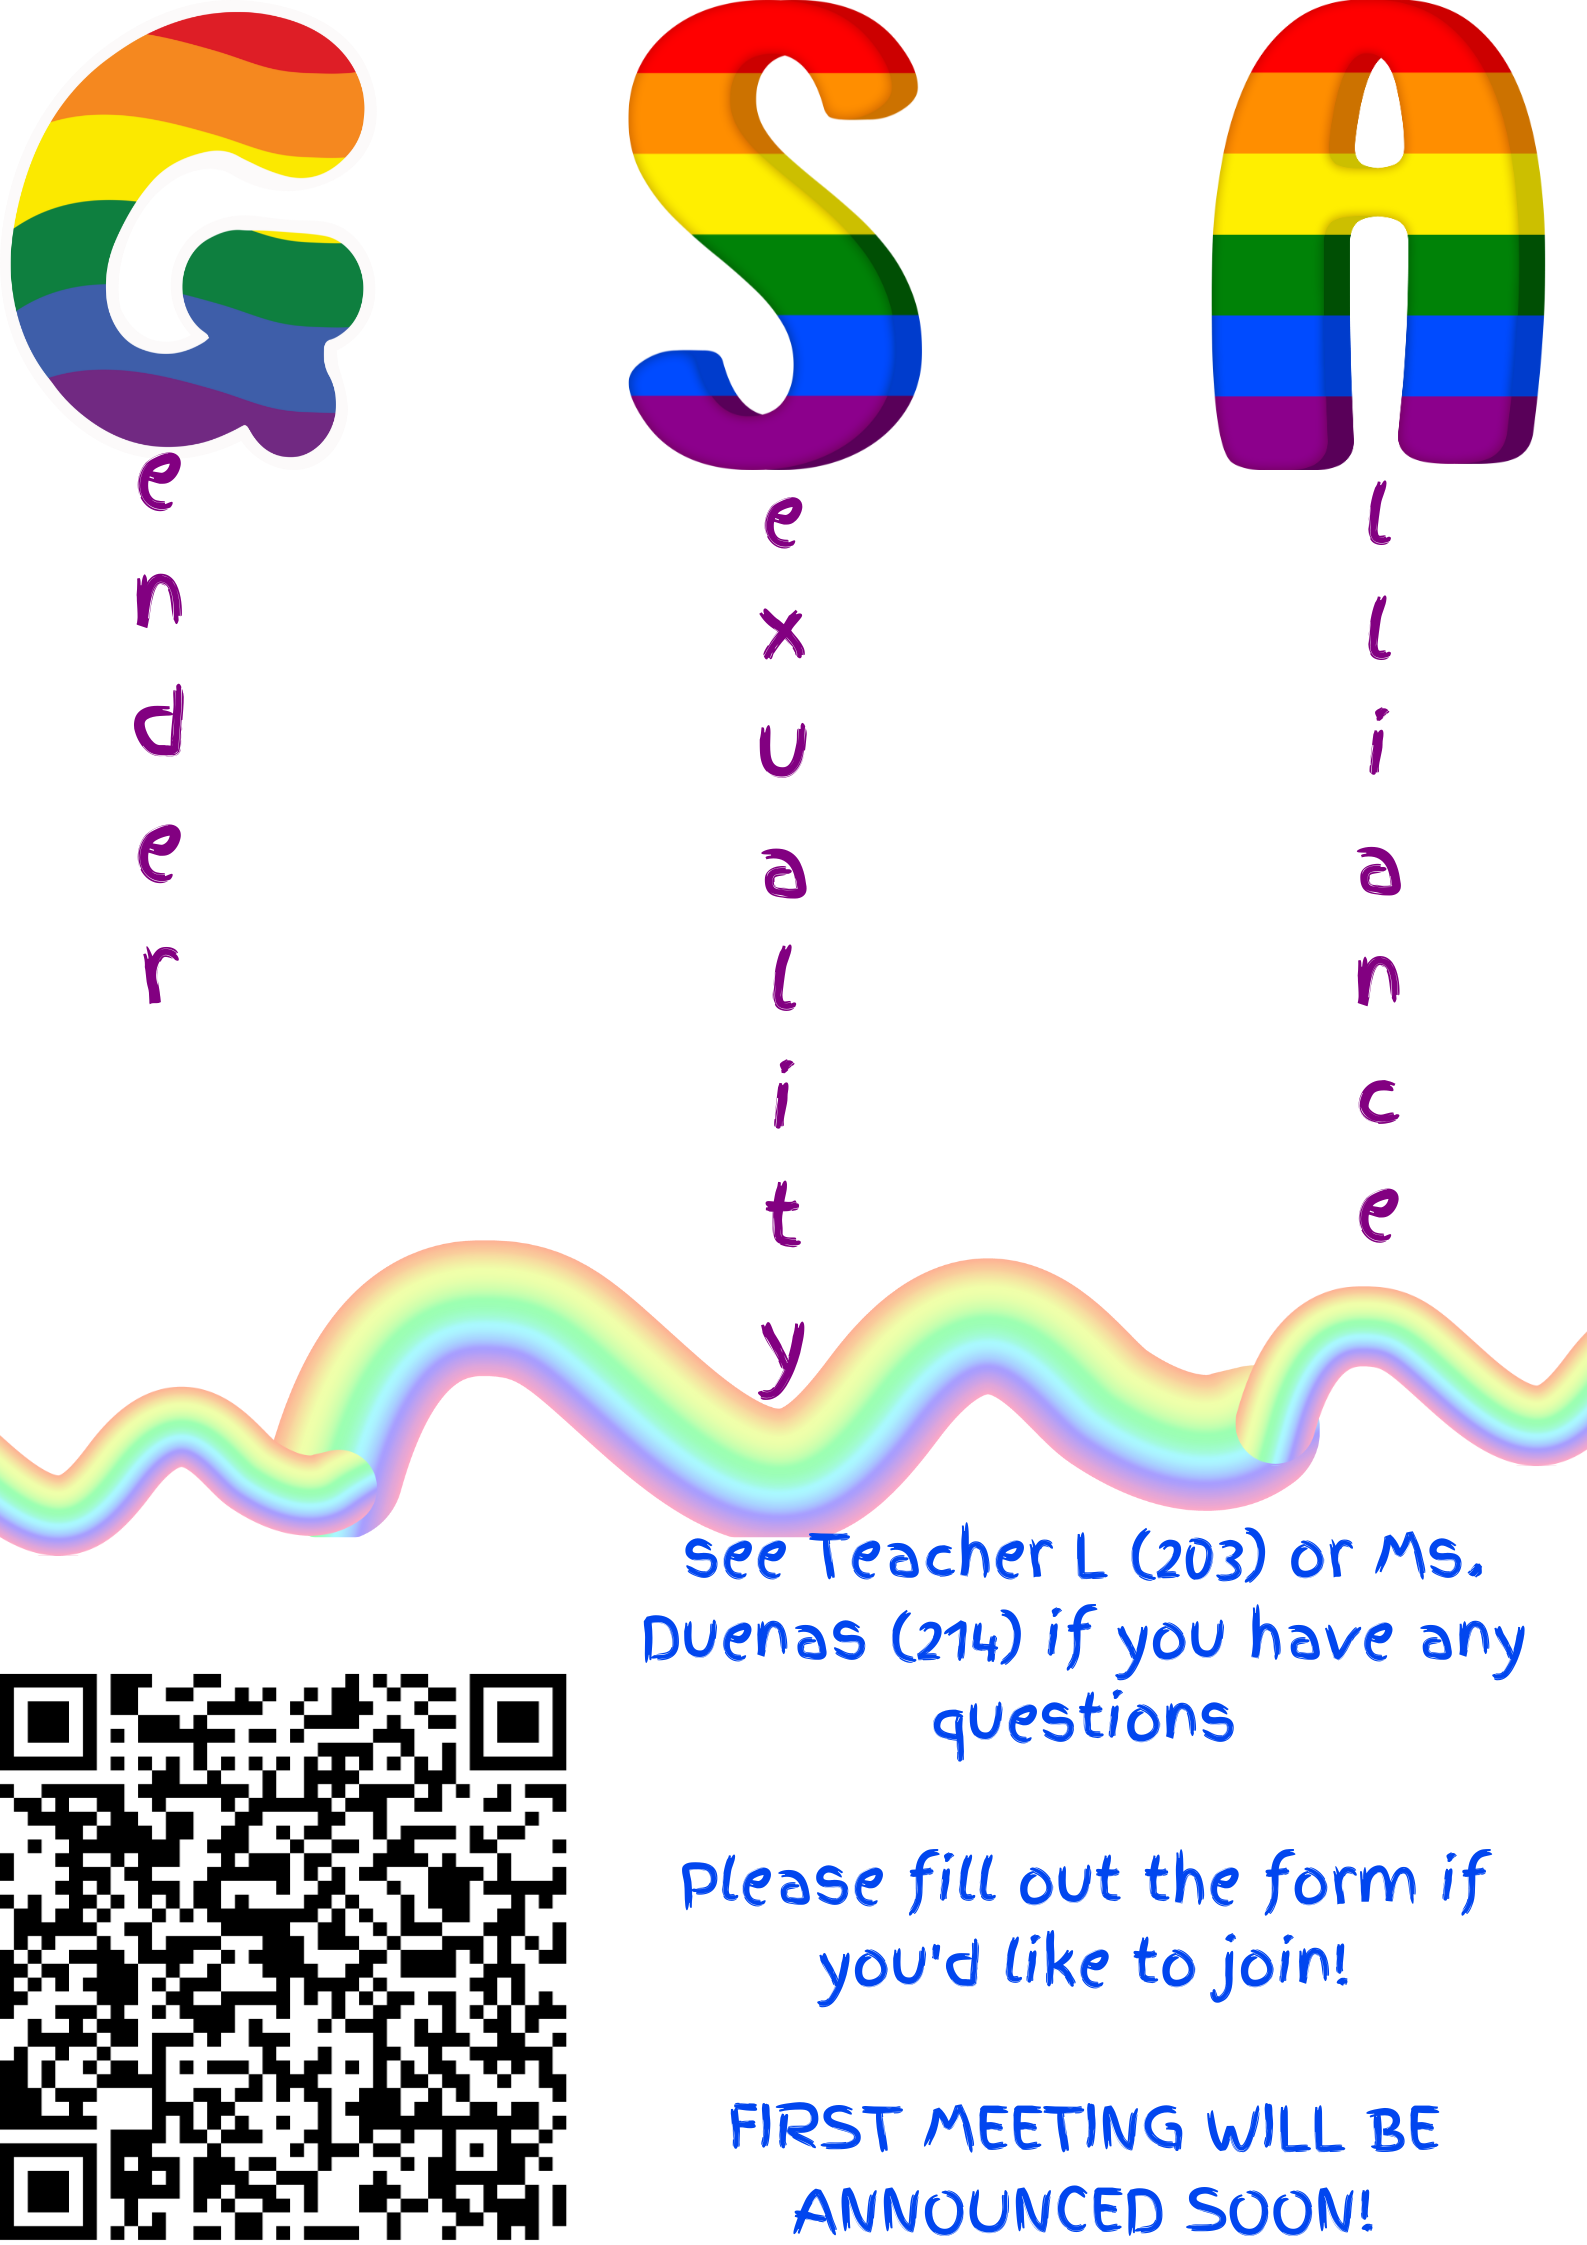 G S A
ender
exuality
lliance
see Teacher L (203) or Ms.
Duenas (214) if you have any
questions
Please fill out the form if
you'd like to join!
FIRST MEETING WILL BE
ANNOUNCED SOON!